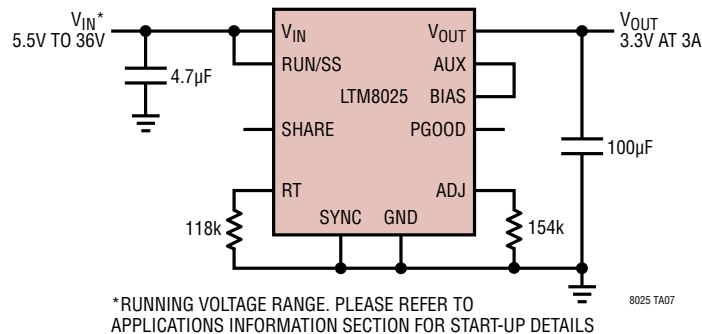 VIN*
5.5V TO 36V
VIN
VOUT
VOUT
3.3V AT 3A
4.7µF
RUN/SS
AUX
LTM8025
BIAS
SHARE
PGOOD
100µF
RT
ADJ
118k
SYNC
GND
154k
*RUNNING VOLTAGE RANGE. PLEASE REFER TO
APPLICATIONS INFORMATION SECTION FOR START-UP DETAILS
8025 TA07